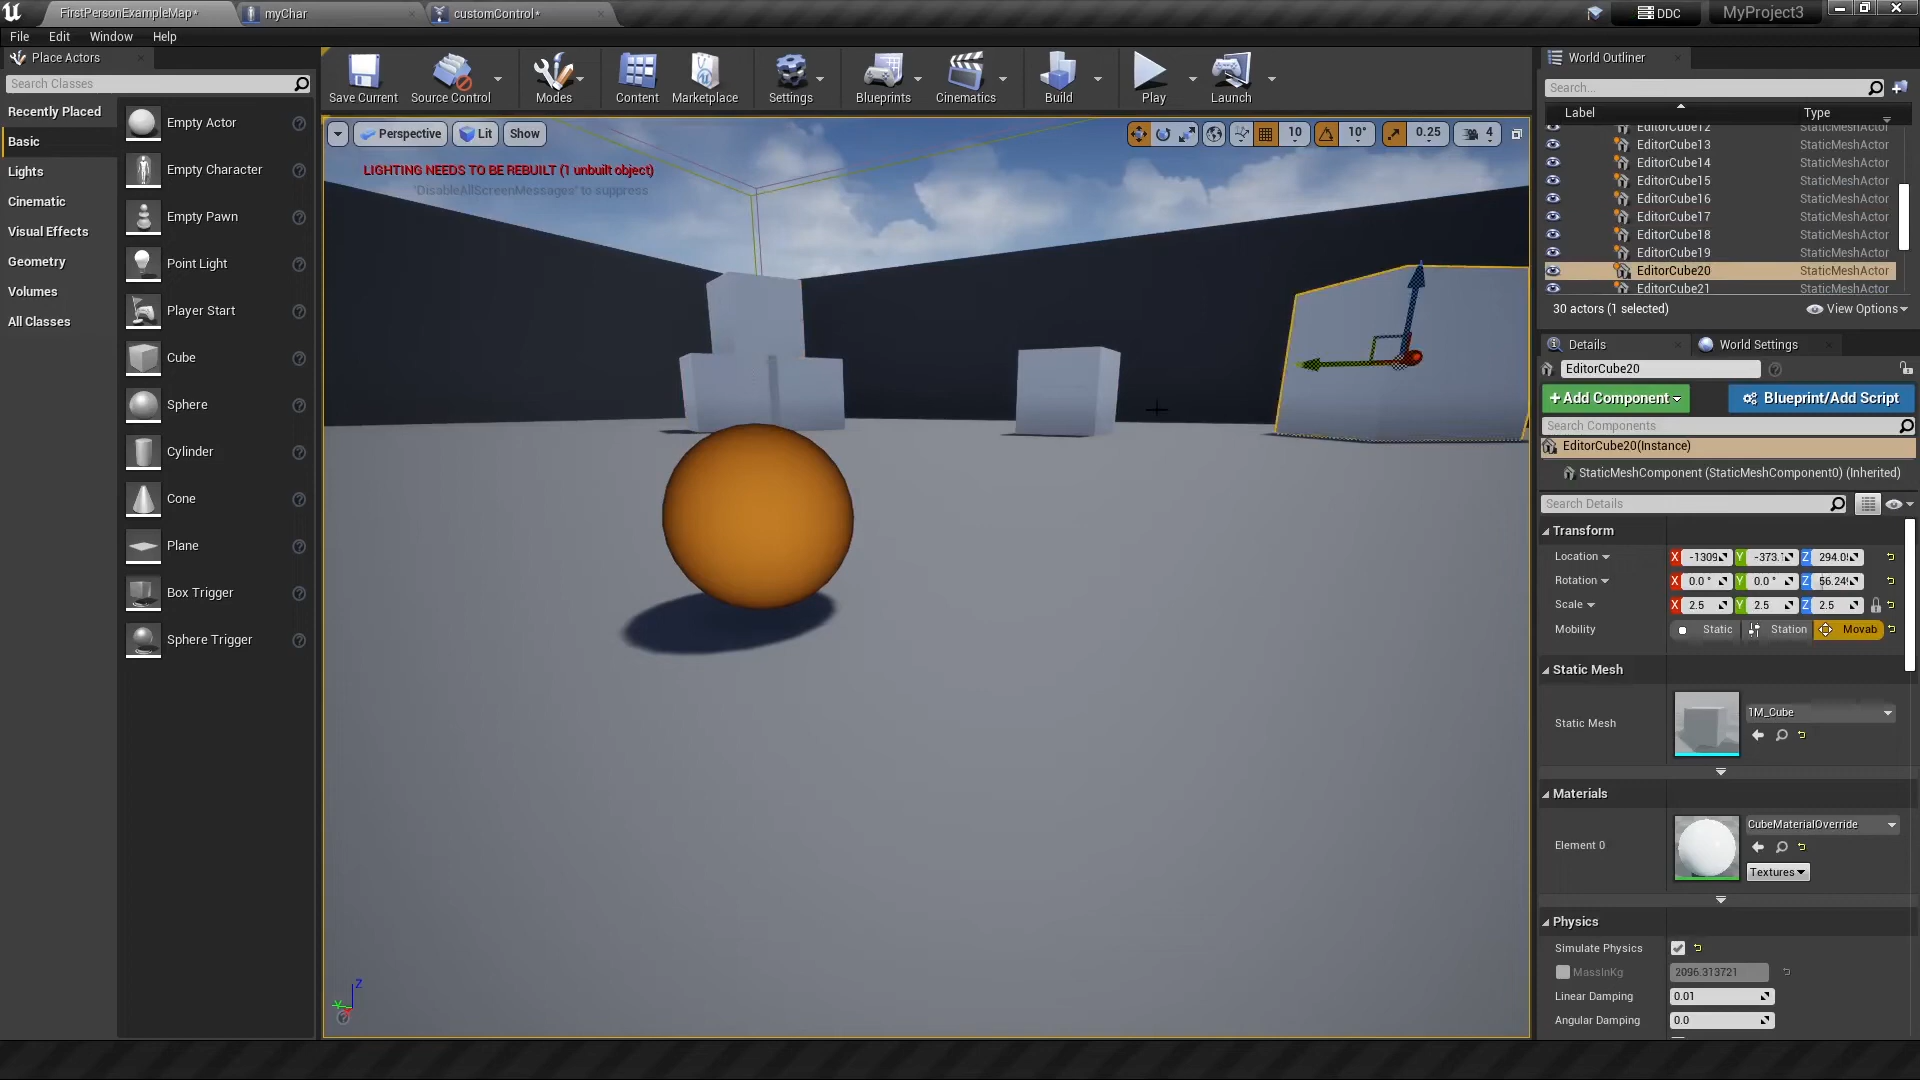 FirstPersonExampleMap*
myChar
customControl*
DDC
MyProject3
File
Edit
Window
Help
Place Actors
Search Classes
Recently Placed
Basic
Lights
Cinematic
Visual Effects
Geometry
Volumes
All Classes
Empty Actor
Empty Character
Empty Pawn
Point Light
Player Start
Cube
Sphere
Cylinder
Cone
Plane
Box Trigger
Sphere Trigger
Save Current
Source Control
Modes
Content
Marketplace
Settings
Blueprints
Cinematics
Build
Play
Launch
Perspective
Lit
Show
10
10°
0.25
4
LIGHTING NEEDS TO BE REBUILT (1 unbuilt object)
'DisableAllScreenMessages' to suppress
Z
Y
World Outliner
Search...
Label
Type
EditorCube12 StaticMeshActor
EditorCube13 StaticMeshActor
EditorCube14 StaticMeshActor
EditorCube15 StaticMeshActor
EditorCube16 StaticMeshActor
EditorCube17 StaticMeshActor
EditorCube18 StaticMeshActor
EditorCube19 StaticMeshActor
EditorCube20 StaticMeshActor
EditorCube21 StaticMeshActor
30 actors (1 selected)
View Options
Details
World Settings
EditorCube20
+Add Component
Blueprint/Add Script
Search Components
EditorCube20(Instance)
StaticMeshComponent (StaticMeshComponent0) (Inherited)
Search Details
Transform
Location X -1309 Y -373.1 Z 294.0
Rotation X 0.0 ° Y 0.0 ° Z 56.24
Scale X 2.5 Y 2.5 Z 2.5
Mobility Static Station Movab
Static Mesh
Static Mesh
1M_Cube
Materials
Element 0
CubeMaterialOverride
Textures
Physics
Simulate Physics
MassInKg 2096.313721
Linear Damping 0.01
Angular Damping 0.0